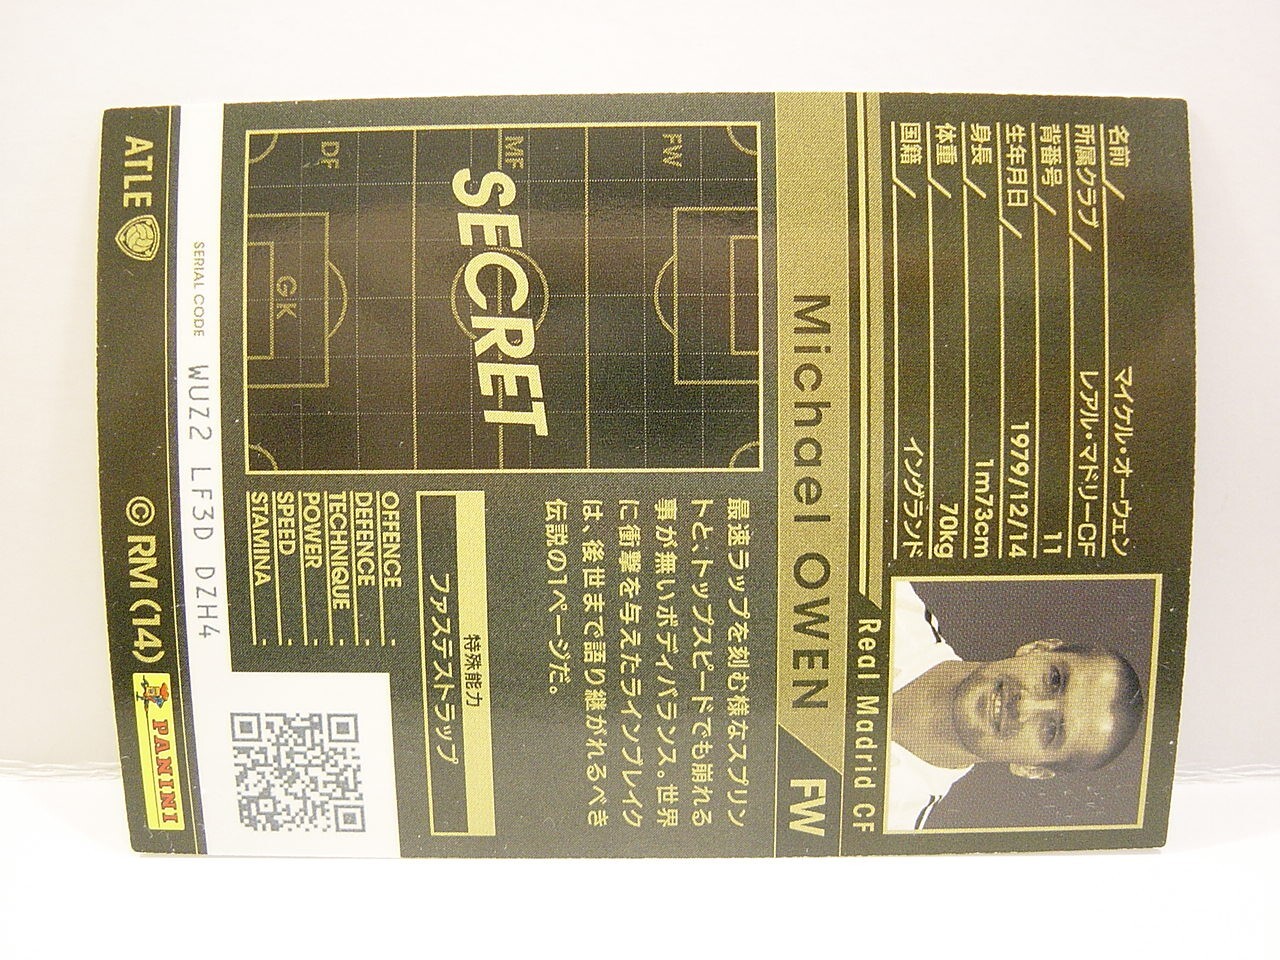 名前／ マイケル・オーウェン
所属クラブ／ レアル・マドリーCF
背番号／ 11
生年月日／ 1979/12/14
身長／ 1m73cm
体重／ 70kg
国籍／ イングランド
Real Madrid CF
Michael OWEN FW
FW
MF
DF
GK
SECRET
最速ラップを刻む様なスプリン
トと、トップスピードでも崩れる
事が無いボディバランス。世界
に衝撃を与えたラインブレイク
は、後世まで語り継がれるべき
伝説の1ページだ。
特殊能力
ファステストラップ
OFFENCE -
DEFENCE -
TECHNIQUE -
POWER -
SPEED -
STAMINA -
SERIAL CODE WUZ2 LF3D DZH4
ATLE © RM (14) PANINI